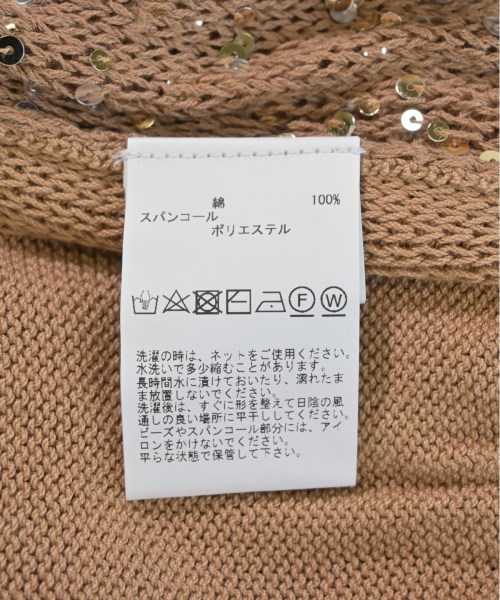 綿 100%
スパンコール
ポリエステル
F W
洗濯の時は、ネットをご使用ください。
水洗いで多少縮むことがあります。
長時間水に漬けておいたり、濡れたま
ま放置しないでください。
洗濯後は、すぐに形を整えて日陰の風
通しの良い場所に平干ししてください。
ビーズやスパンコール部分には、アイ
ロンをかけないでください。
平らな状態で保管して下さい。